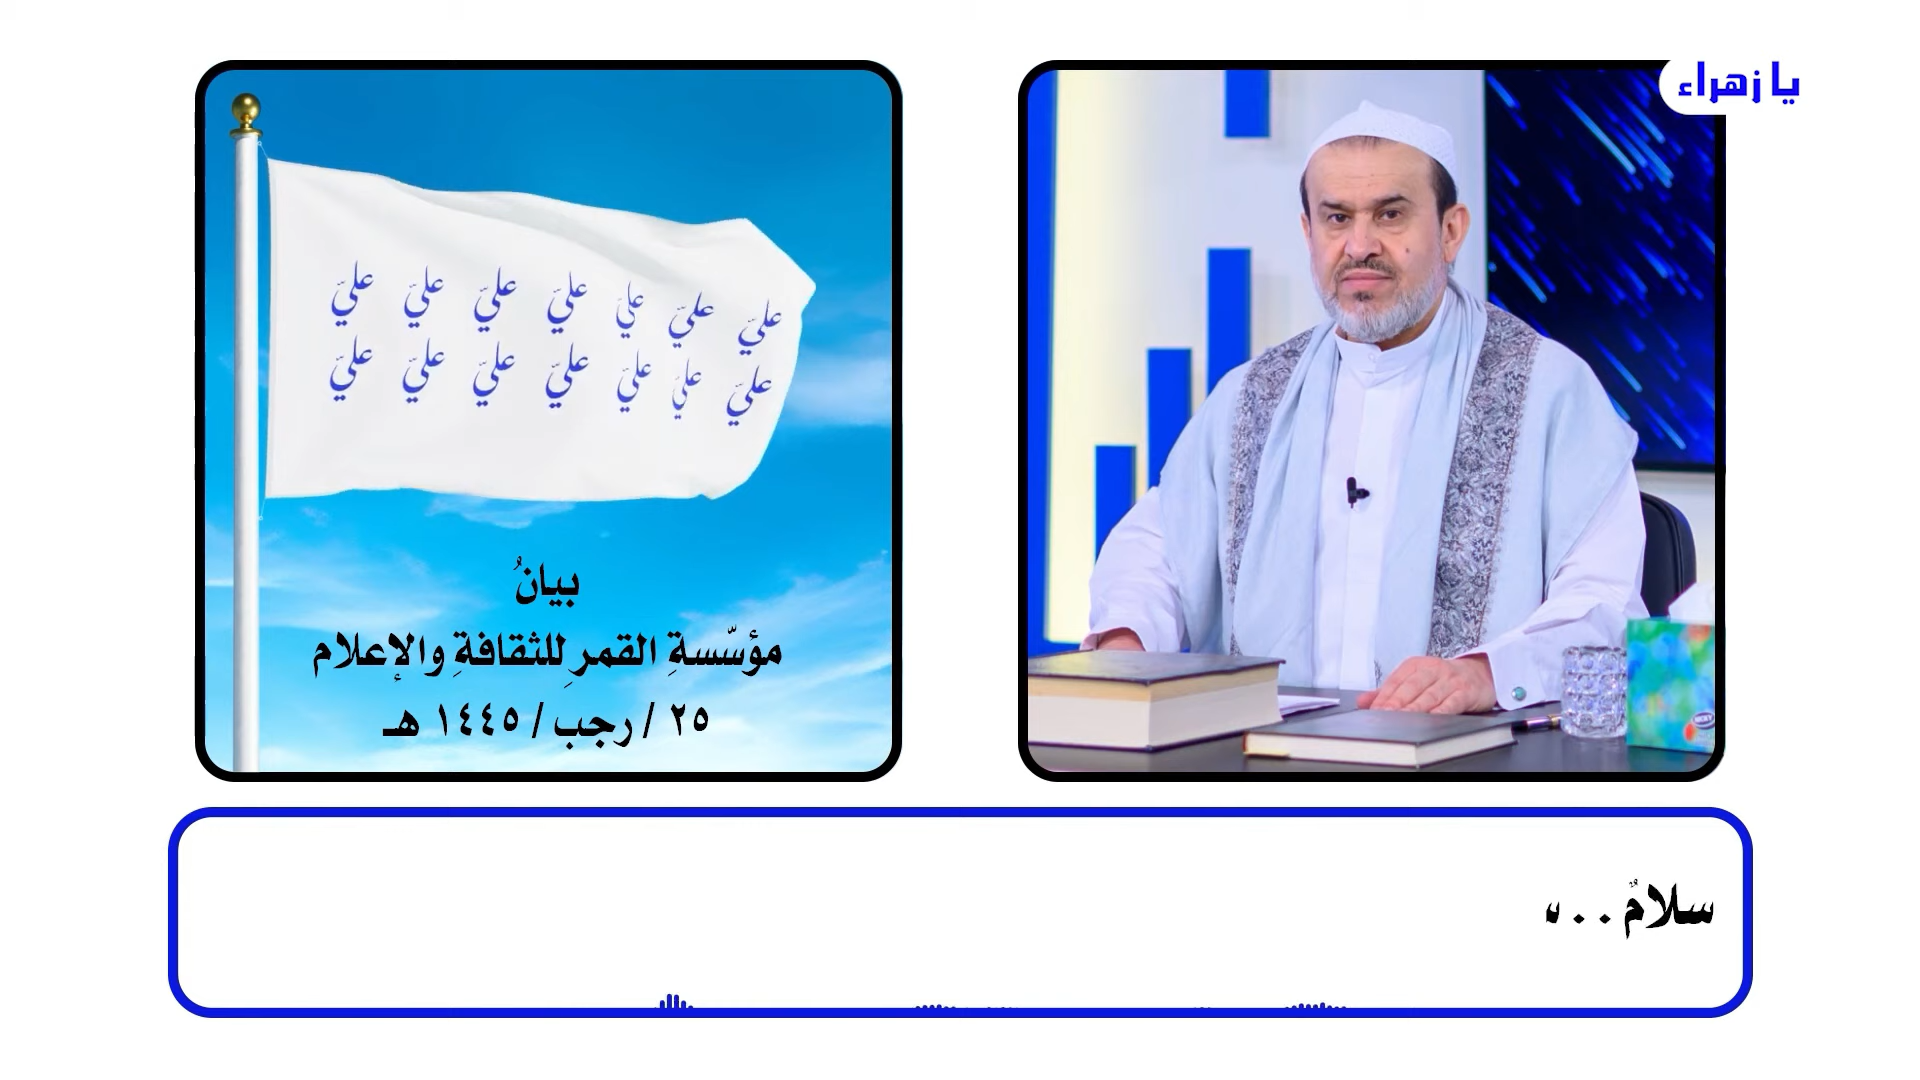 يا زهراء
عليّ عليّ عليّ عليّ عليّ عليّ عليّ
عليّ عليّ عليّ عليّ عليّ عليّ عليّ
بيانُ
مؤسّسةِ القمرِ للثقافةِ والإعلام
٢٥ / رجب / ١٤٤٥ هـ
سلامٌ . . ،